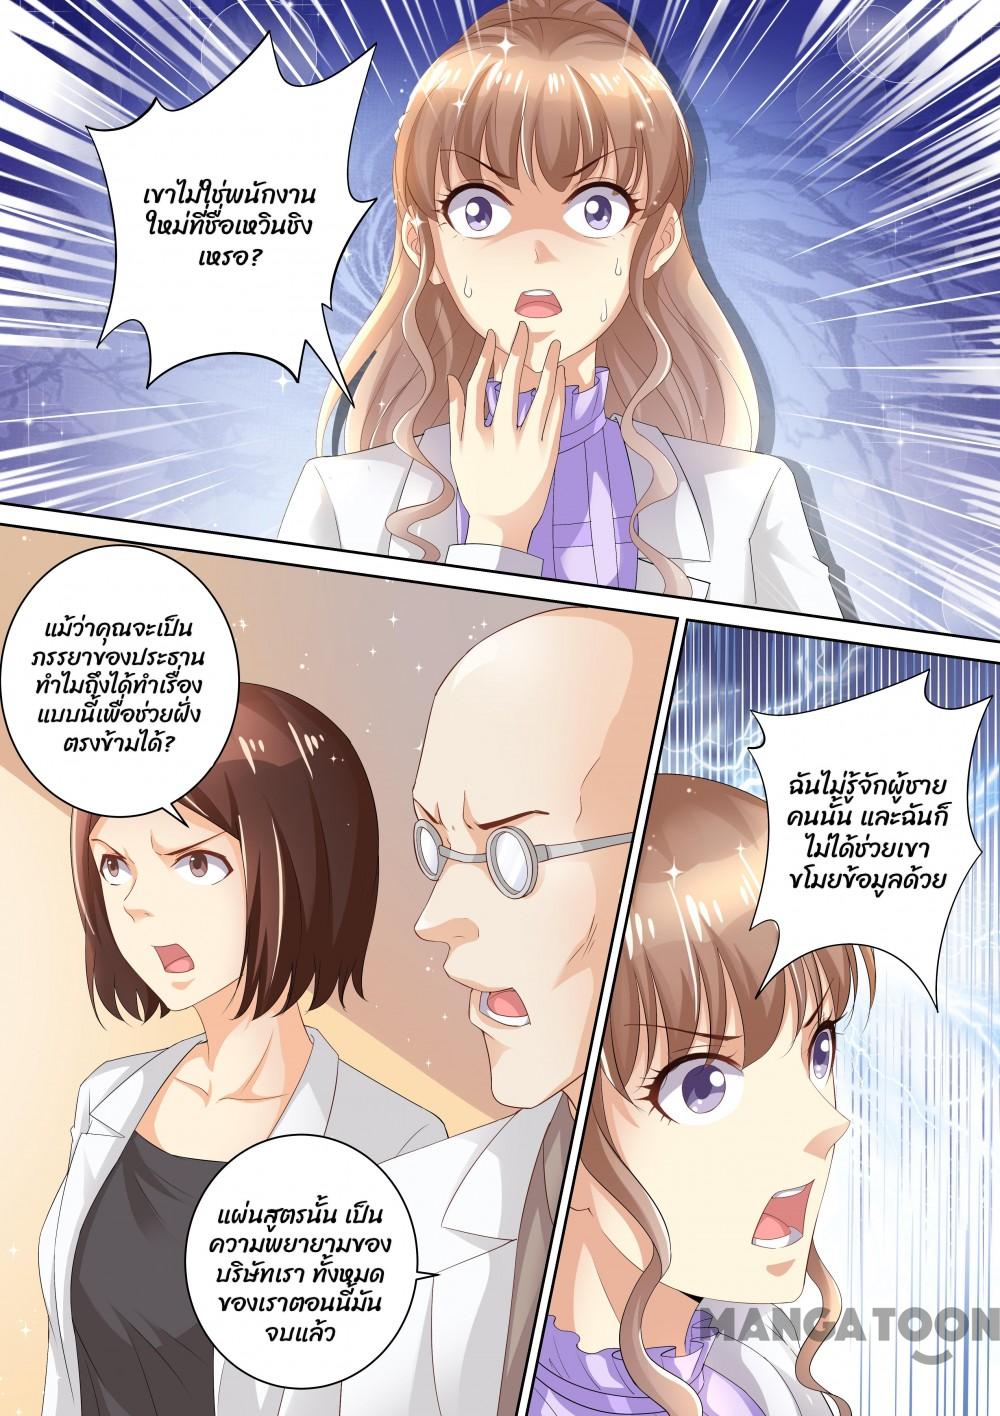 เขาไม่ใช่พนักงาน
ใหม่ที่ชื่อเหวินชิง
เหรอ?
แม้ว่าคุณจะเป็น
ภรรยาของประธาน
ทำไมถึงได้ทำเรื่อง
แบบนี้เพื่อช่วยฝั่ง
ตรงข้ามได้?
ฉันไม่รู้จักผู้ชาย
คนนั้น และฉันก็
ไม่ได้ช่วยเขา
ขโมยข้อมูลด้วย
แผ่นสูตรนั้น เป็น
ความพยายามของ
บริษัทเรา ทั้งหมด
ของเราตอนนี้มัน
จบแล้ว
MANGATOON